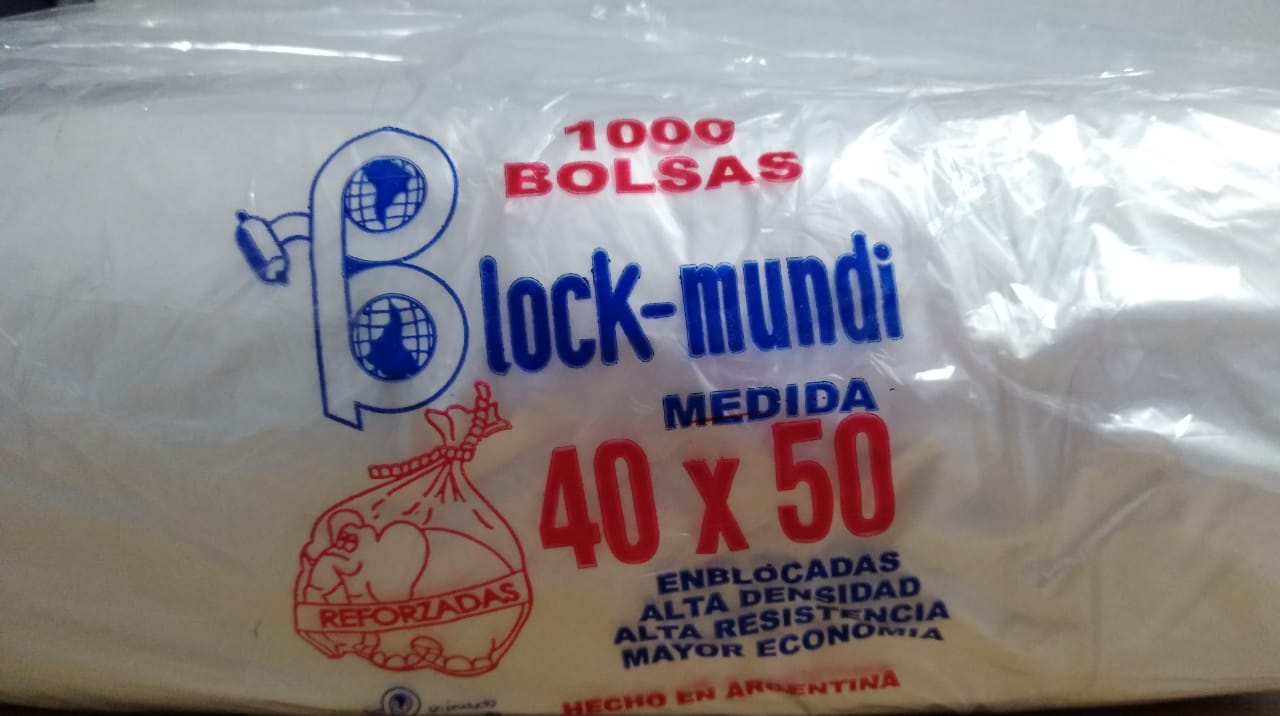 1000
BOLSAS
Block-mundi
MEDIDA
40 x 50
REFORZADAS
ENBLOCADAS
ALTA DENSIDAD
ALTA RESISTENCIA
MAYOR ECONOMIA
HECHO EN ARGENTINA